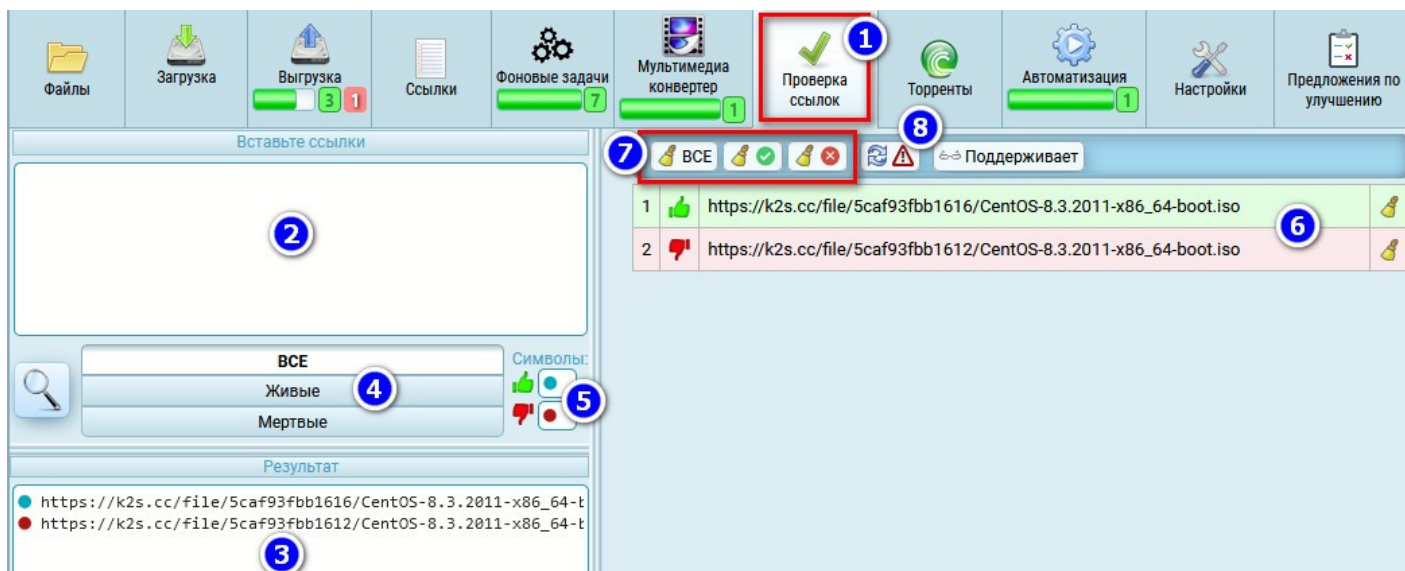 Файлы
Загрузка
Выгрузка
3 1
Ссылки
Фоновые задачи
7
Мультимедиа
конвертер
1
Проверка
ссылок
1
Торренты
Автоматизация
1
Настройки
Предложения по
улучшению
Вставьте ссылки
2
ВСЕ
Живые
Мертвые
4
Символы:
5
Результат
https://k2s.cc/file/5caf93fbb1616/CentOS-8.3.2011-x86_64-b
https://k2s.cc/file/5caf93fbb1612/CentOS-8.3.2011-x86_64-b
3
7
ВСЕ
8
Поддерживает
1 https://k2s.cc/file/5caf93fbb1616/CentOS-8.3.2011-x86_64-boot.iso
6
2 https://k2s.cc/file/5caf93fbb1612/CentOS-8.3.2011-x86_64-boot.iso